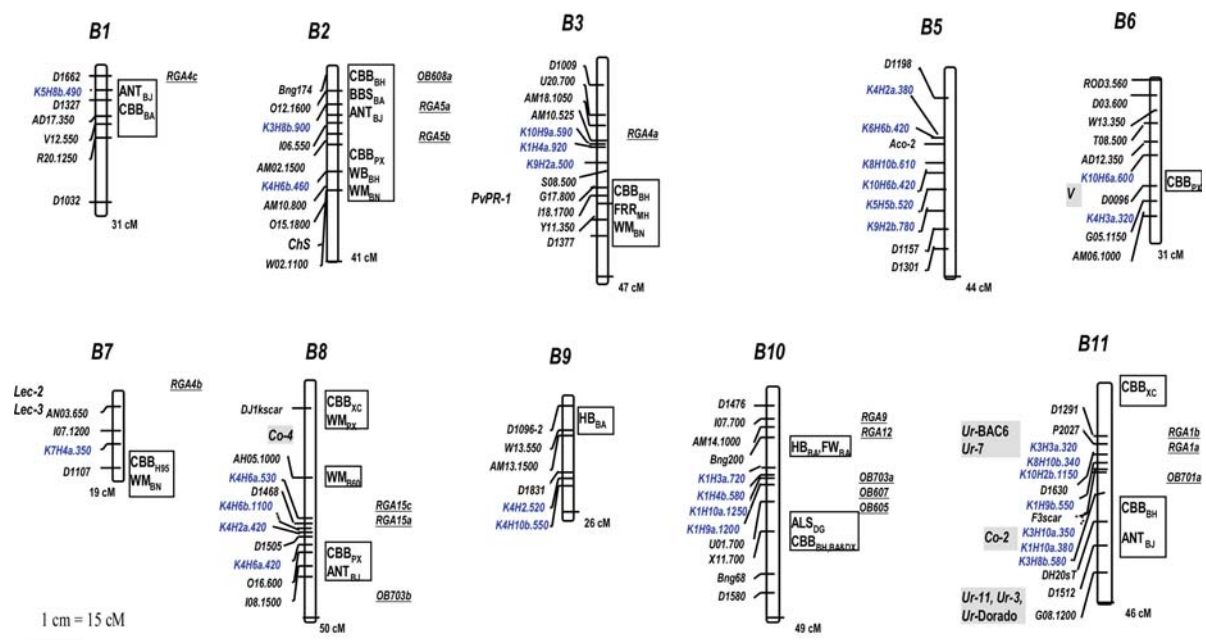 B1
D1662
RGA4c
K5H8b.490
D1327
AD17.350
V12.550
R20.1250
D1032
ANT BJ
CBB BA
31 cM
B2
Bng174
O12.1600
K3H8b.900
I06.550
AM02.1500
K4H6b.460
AM10.800
O15.1800
ChS
W02.1100
CBB BH
BBS BA
ANT BJ
CBB PX
WB BH
WM BN
OB608a
RGA5a
RGA5b
41 cM
B3
D1009
U20.700
AM18.1050
AM10.525
K10H9a.590
K1H4a.920
K9H2a.500
S08.500
G17.800
I18.1700
Y11.350
D1377
PvPR-1
RGA4a
CBB BH
FRR MH
WM BN
47 cM
B5
D1198
K4H2a.380
K6H6b.420
Aco-2
K8H10b.610
K10H6b.420
K5H5b.520
K9H2b.780
D1157
D1301
44 cM
B6
ROD3.560
D03.600
W13.350
T08.500
AD12.350
K10H6a.600
V
D0096
K4H3a.320
G05.1150
AM06.1000
CBB PX
31 cM
B7
Lec-2
Lec-3
AN03.650
I07.1200
K7H4a.350
D1107
RGA4b
CBB H95
WM BN
19 cM
B8
DJ1kscar
Co-4
AH05.1000
K4H6a.530
D1468
K4H6b.1100
K4H2a.420
D1505
K4H6a.420
O16.600
I08.1500
CBB XC
WM PX
WM B60
RGA15c
RGA15a
CBB PX
ANT BJ
OB703b
50 cM
B9
D1096-2
W13.550
AM13.1500
D1831
K4H2.520
K4H10b.550
HB BA
26 cM
B10
D1476
I07.700
AM14.1000
Bng200
K1H3a.720
K1H4b.580
K1H10a.1250
K1H9a.1200
U01.700
X11.700
Bng68
D1580
RGA9
RGA12
HB BA, FW BA
OB703a
OB607
OB605
ALS DG
CBB BH,BA&DX
49 cM
B11
D1291
P2027
Ur-BAC6
Ur-7
K3H3a.320
K8H10b.340
K10H2b.1150
D1630
K1H9b.550
F3scar
Co-2
K3H10a.350
K1H10a.380
K3H8b.580
DH20sT
D1512
Ur-11, Ur-3,
Ur-Dorado
G08.1200
CBB XC
RGA1b
RGA1a
OB701a
CBB BH
ANT BJ
46 cM
1 cm = 15 cM